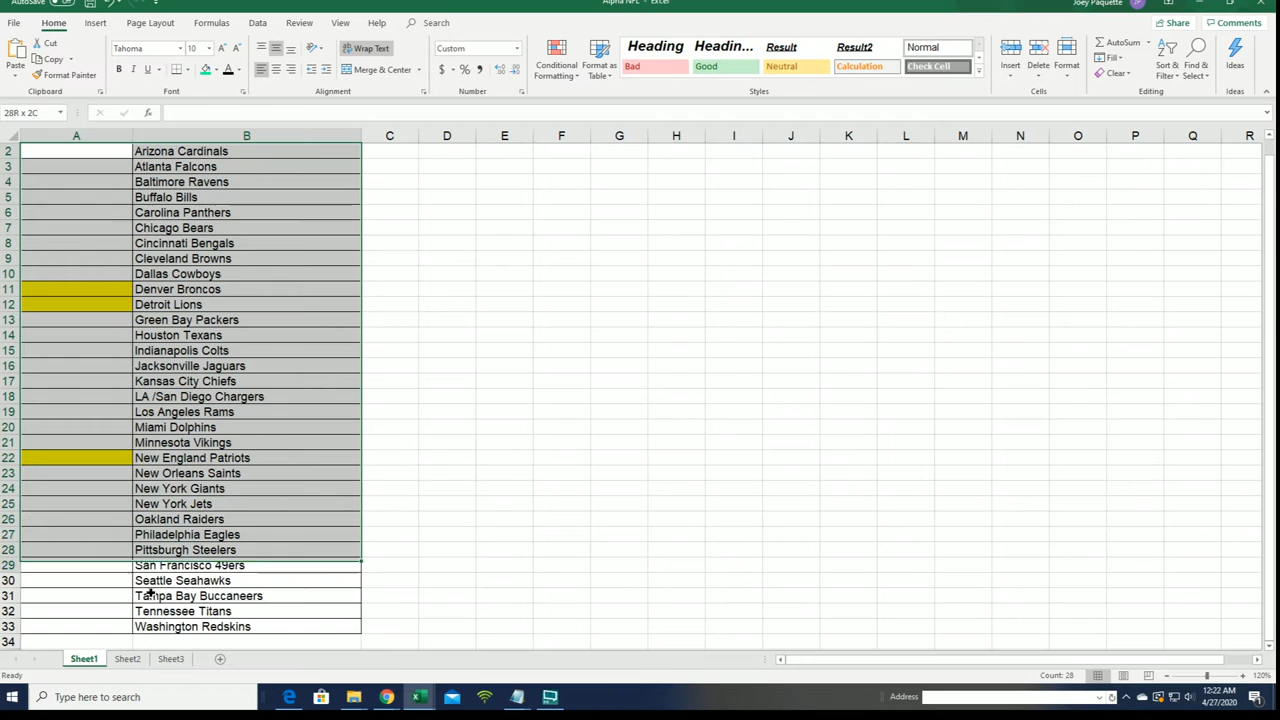 AutoSave Alpha NFL - Excel Joey Paquette JP
File Home Insert Page Layout Formulas Data Review View Help Search Share Comments
Paste Cut Copy Format Painter Clipboard
Tahoma 10 B I U A Font
Wrap Text Merge & Center Alignment
Custom $ % , Number
Conditional Formatting Format as Table
Heading Headin... Result Result2 Normal
Bad Good Neutral Calculation Check Cell
Styles
Insert Delete Format Cells
AutoSum Fill Clear Sort & Filter Find & Select Editing
Ideas Ideas
28R x 2C fx
A B C D E F G H I J K L M N O P Q R
2 Arizona Cardinals
3 Atlanta Falcons
4 Baltimore Ravens
5 Buffalo Bills
6 Carolina Panthers
7 Chicago Bears
8 Cincinnati Bengals
9 Cleveland Browns
10 Dallas Cowboys
11 Denver Broncos
12 Detroit Lions
13 Green Bay Packers
14 Houston Texans
15 Indianapolis Colts
16 Jacksonville Jaguars
17 Kansas City Chiefs
18 LA /San Diego Chargers
19 Los Angeles Rams
20 Miami Dolphins
21 Minnesota Vikings
22 New England Patriots
23 New Orleans Saints
24 New York Giants
25 New York Jets
26 Oakland Raiders
27 Philadelphia Eagles
28 Pittsburgh Steelers
29 San Francisco 49ers
30 Seattle Seahawks
31 Tampa Bay Buccaneers
32 Tennessee Titans
33 Washington Redskins
34
Sheet1 Sheet2 Sheet3
Ready Count: 28 120%
Type here to search Address 12:22 AM
4/27/2020